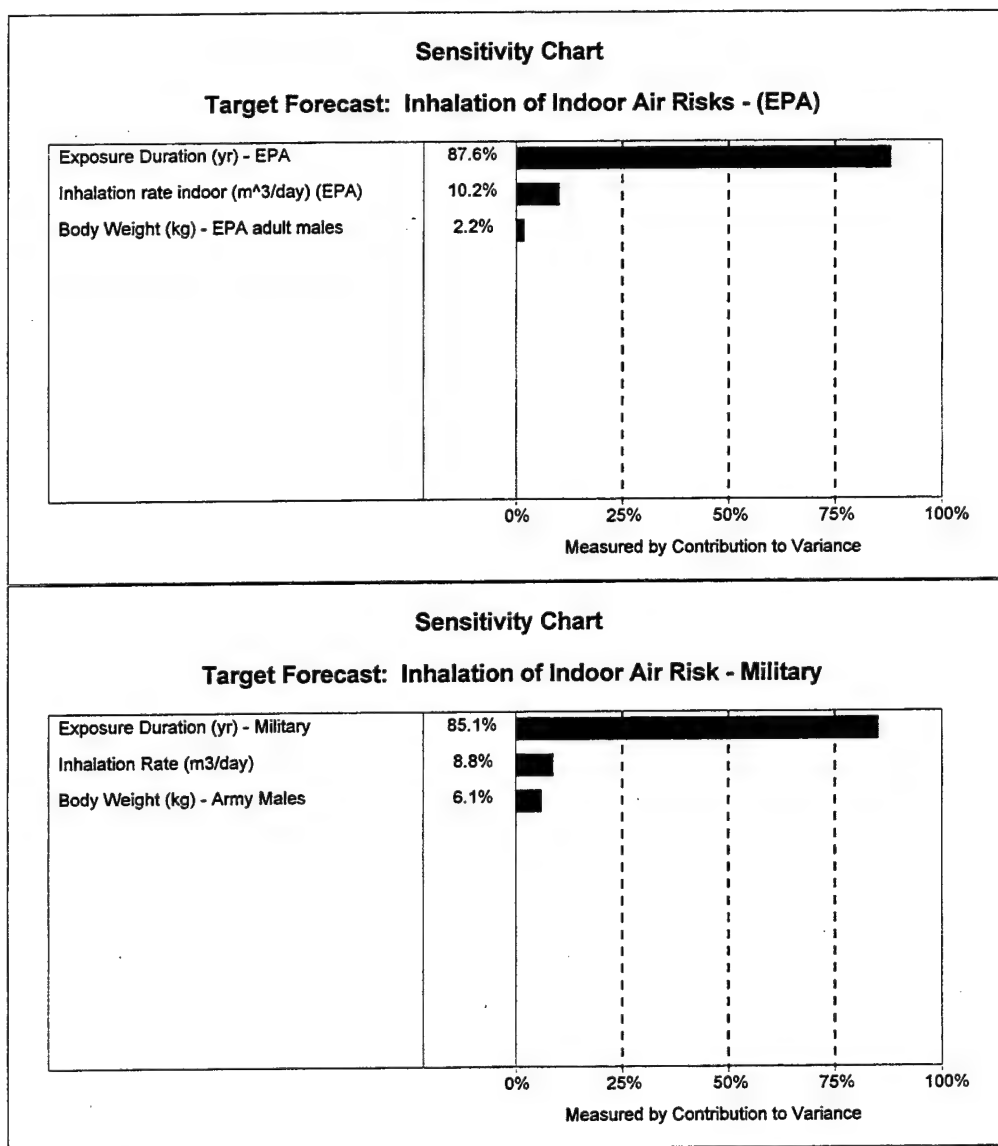 Sensitivity Chart
Target Forecast: Inhalation of Indoor Air Risks - (EPA)
Exposure Duration (yr) - EPA 87.6%
Inhalation rate indoor (m^3/day) (EPA) 10.2%
Body Weight (kg) - EPA adult males 2.2%
0% 25% 50% 75% 100%
Measured by Contribution to Variance
Sensitivity Chart
Target Forecast: Inhalation of Indoor Air Risk - Military
Exposure Duration (yr) - Military 85.1%
Inhalation Rate (m3/day) 8.8%
Body Weight (kg) - Army Males 6.1%
0% 25% 50% 75% 100%
Measured by Contribution to Variance